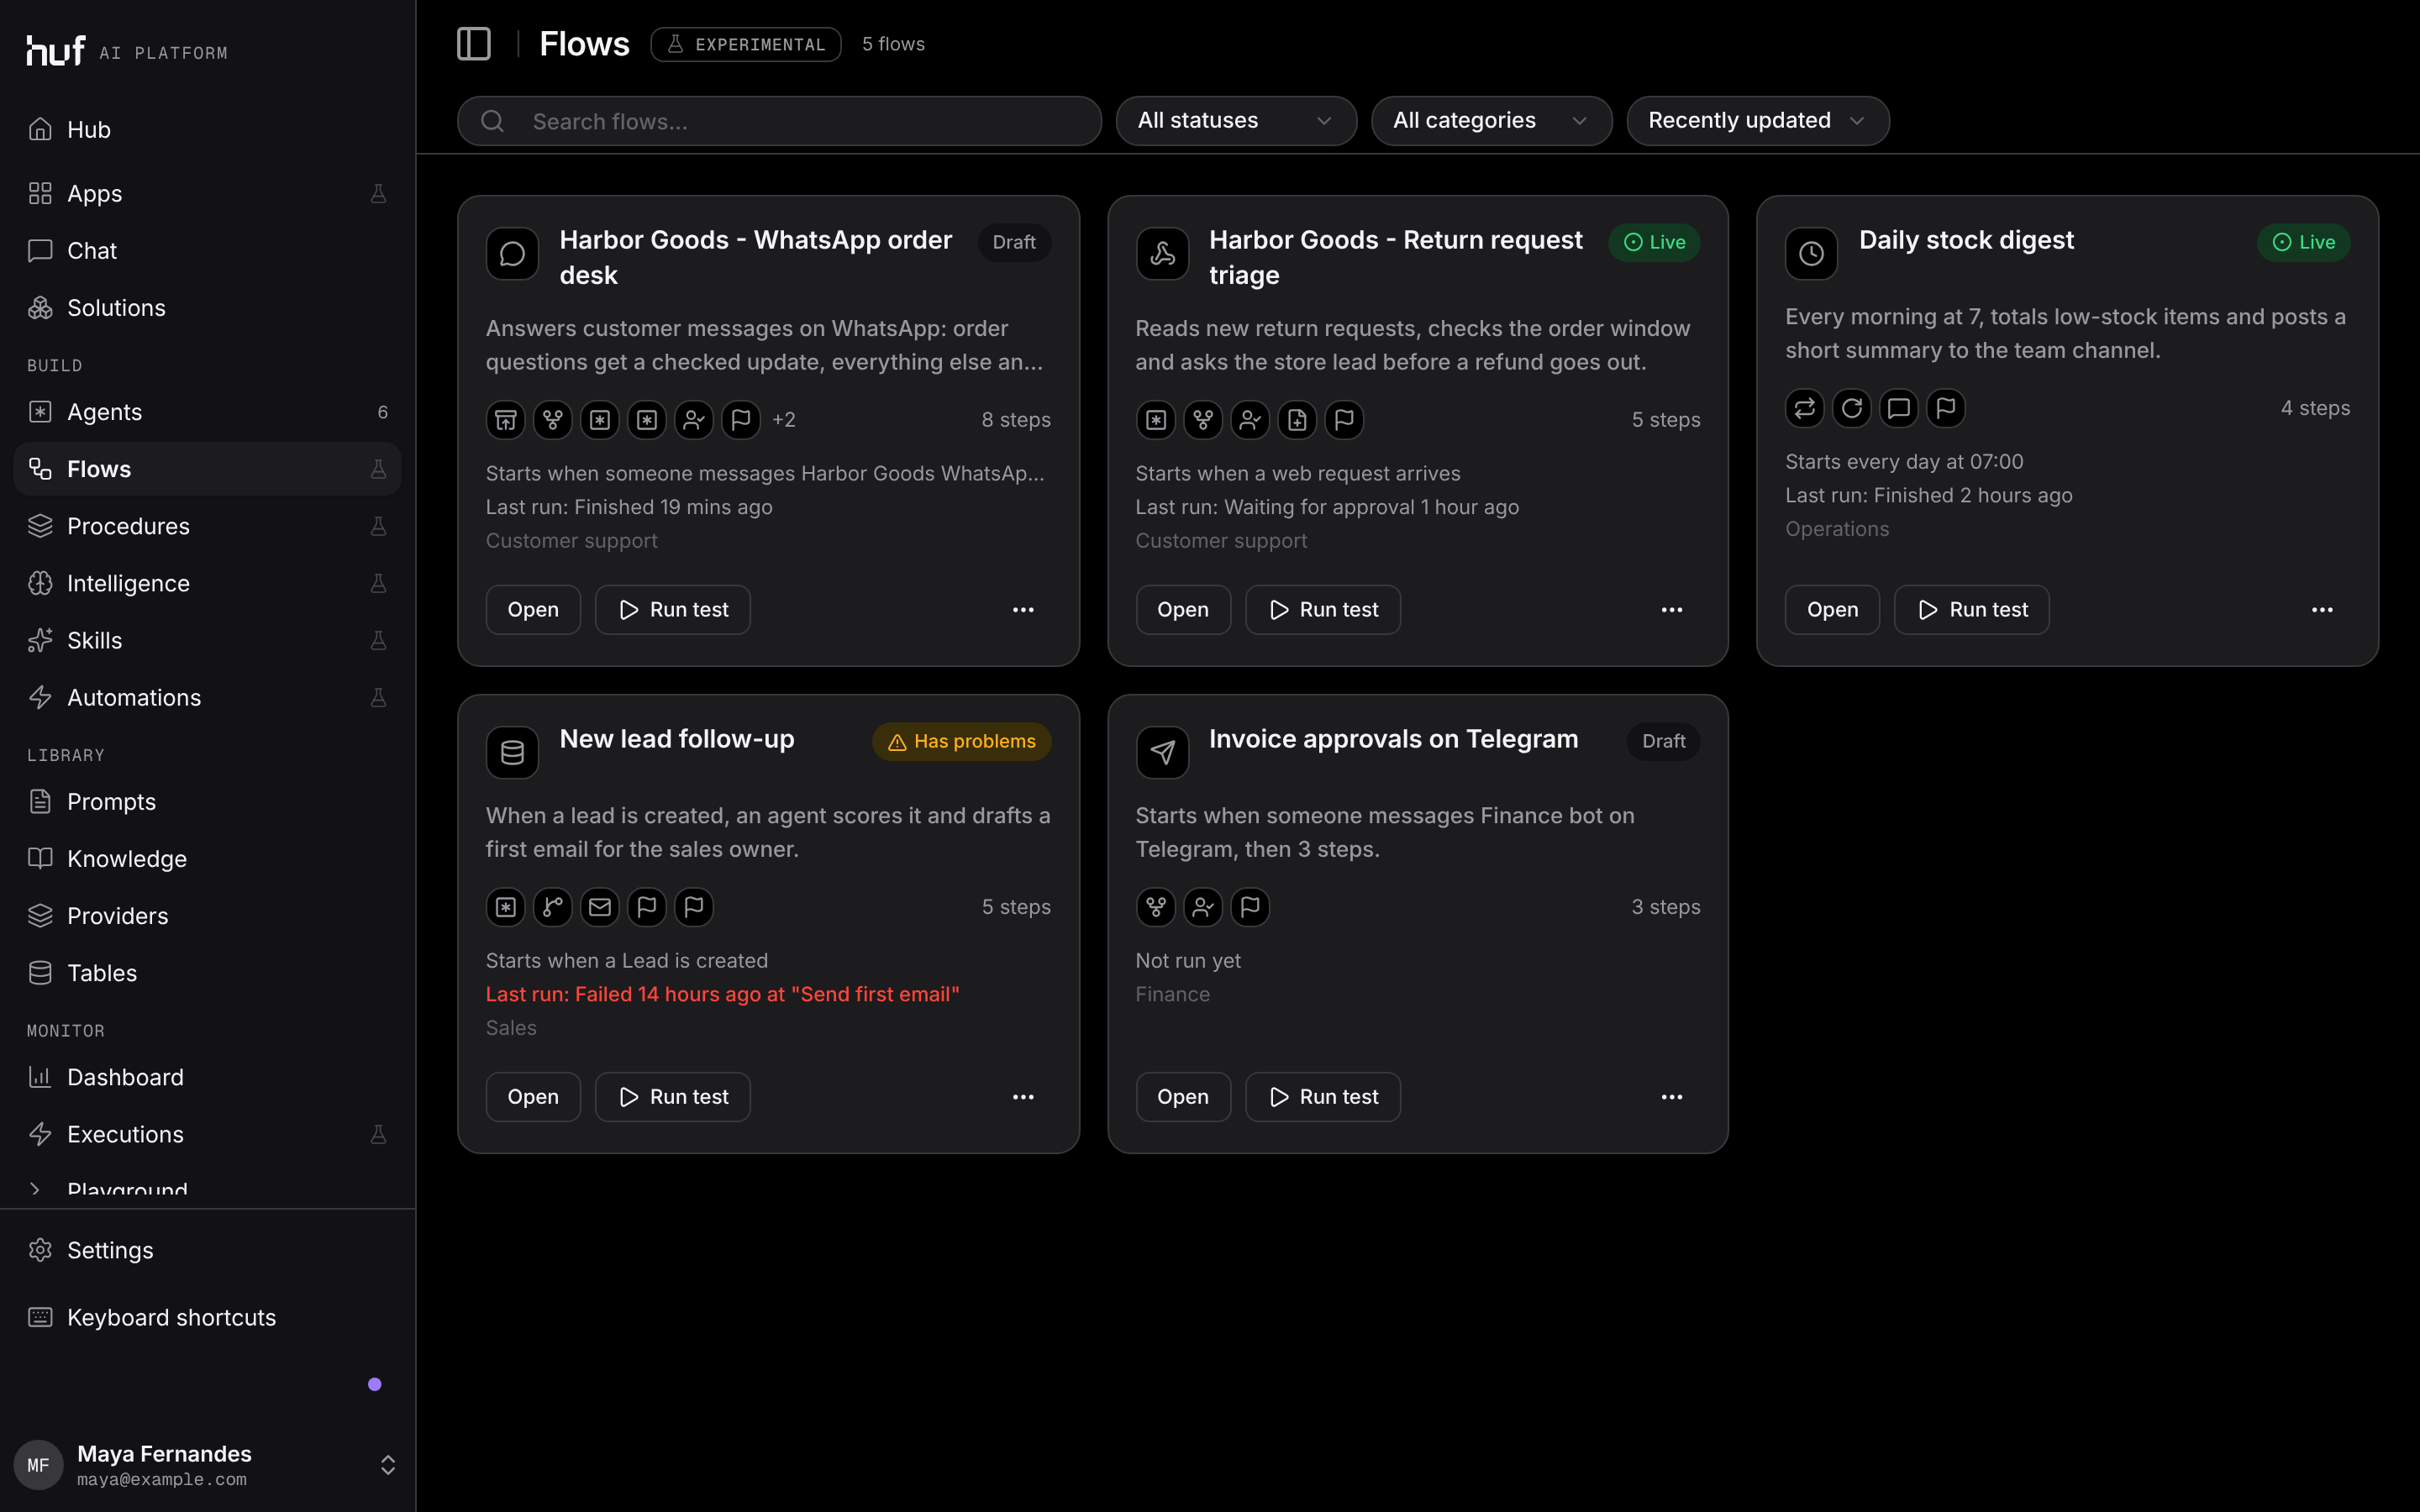 huf AI PLATFORM
Hub
Apps
Chat
Solutions
BUILD
Agents 6
Flows
Procedures
Intelligence
Skills
Automations
LIBRARY
Prompts
Knowledge
Providers
Tables
MONITOR
Dashboard
Executions
Playground
Settings
Keyboard shortcuts
MF
Maya Fernandes
maya@example.com
Flows EXPERIMENTAL 5 flows
Search flows...
All statuses
All categories
Recently updated
Harbor Goods - WhatsApp order
desk
Draft
Answers customer messages on WhatsApp: order
questions get a checked update, everything else an...
+2 8 steps
Starts when someone messages Harbor Goods WhatsAp...
Last run: Finished 19 mins ago
Customer support
Open Run test
Harbor Goods - Return request
triage
Live
Reads new return requests, checks the order window
and asks the store lead before a refund goes out.
5 steps
Starts when a web request arrives
Last run: Waiting for approval 1 hour ago
Customer support
Open Run test
Daily stock digest
Live
Every morning at 7, totals low-stock items and posts a
short summary to the team channel.
4 steps
Starts every day at 07:00
Last run: Finished 2 hours ago
Operations
Open Run test
New lead follow-up
Has problems
When a lead is created, an agent scores it and drafts a
first email for the sales owner.
5 steps
Starts when a Lead is created
Last run: Failed 14 hours ago at "Send first email"
Sales
Open Run test
Invoice approvals on Telegram
Draft
Starts when someone messages Finance bot on
Telegram, then 3 steps.
3 steps
Not run yet
Finance
Open Run test